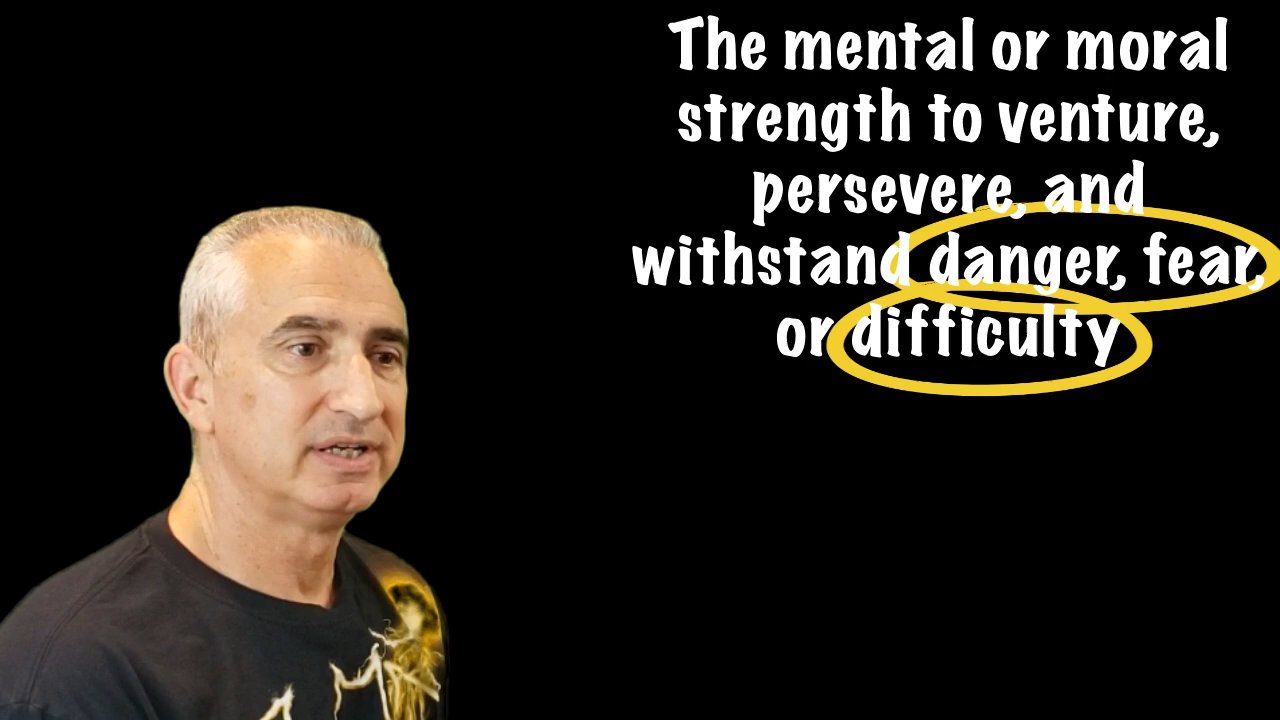 The mental or moral
strength to venture,
persevere, and
withstand danger, fear,
or difficulty